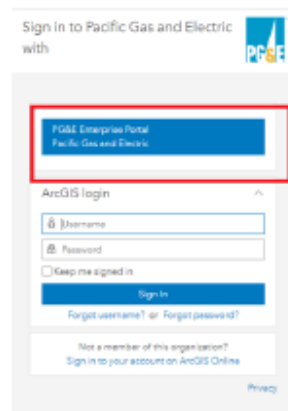 Sign in to Pacific Gas and Electric
with
PG&E
PG&E Enterprise Portal
Pacific Gas and Electric
ArcGIS login
Username
Password
Keep me signed in
Sign In
Forgot username? or Forgot password?
Not a member of this organization?
Sign in to your account on ArcGIS Online
Privacy